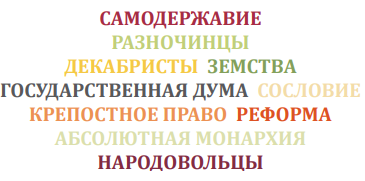 САМОДЕРЖАВИЕ
РАЗНОЧИНЦЫ
ДЕКАБРИСТЫ ЗЕМСТВА
ГОСУДАРСТВЕННАЯ ДУМА СОСЛОВИЕ
КРЕПОСТНОЕ ПРАВО РЕФОРМА
АБСОЛЮТНАЯ МОНАРХИЯ
НАРОДОВОЛЬЦЫ